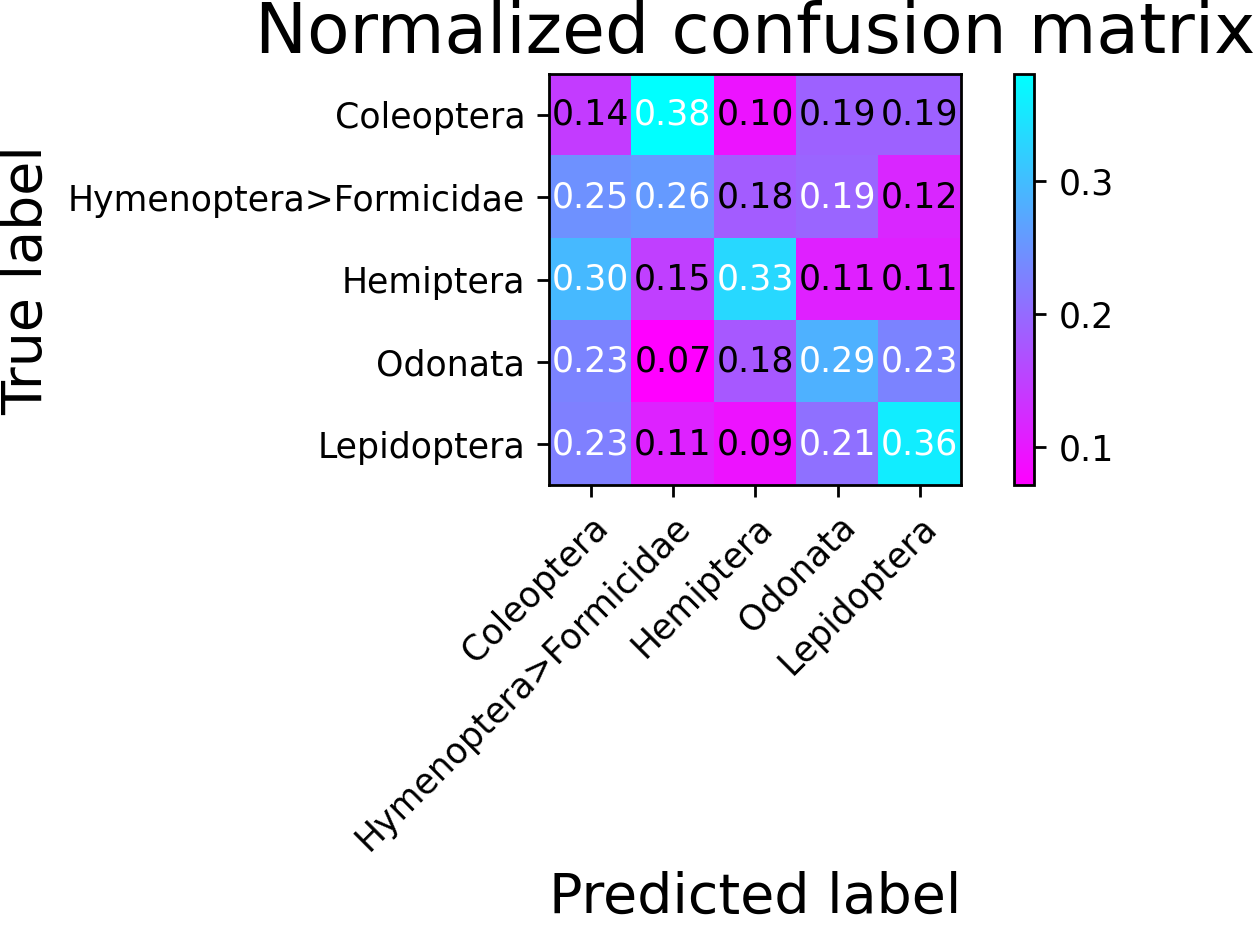 Normalized confusion matrix
True label
Coleoptera 0.14 0.38 0.10 0.19 0.19
Hymenoptera>Formicidae 0.25 0.26 0.18 0.19 0.12
Hemiptera 0.30 0.15 0.33 0.11 0.11
Odonata 0.23 0.07 0.18 0.29 0.23
Lepidoptera 0.23 0.11 0.09 0.21 0.36
0.3
0.2
0.1
Coleoptera
Hymenoptera>Formicidae
Hemiptera
Odonata
Lepidoptera
Predicted label